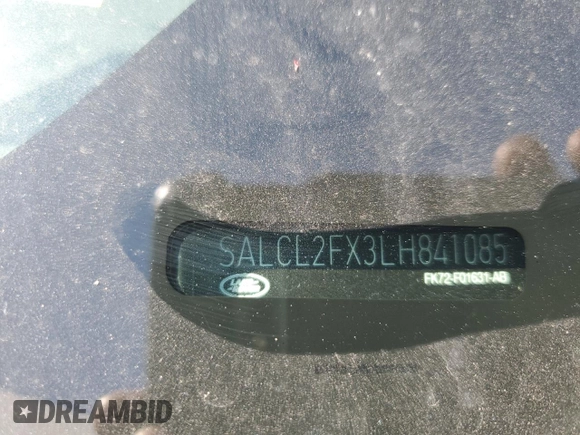 SALCL2FX3LH841085
FK72-F01631-AB
DREAMBID